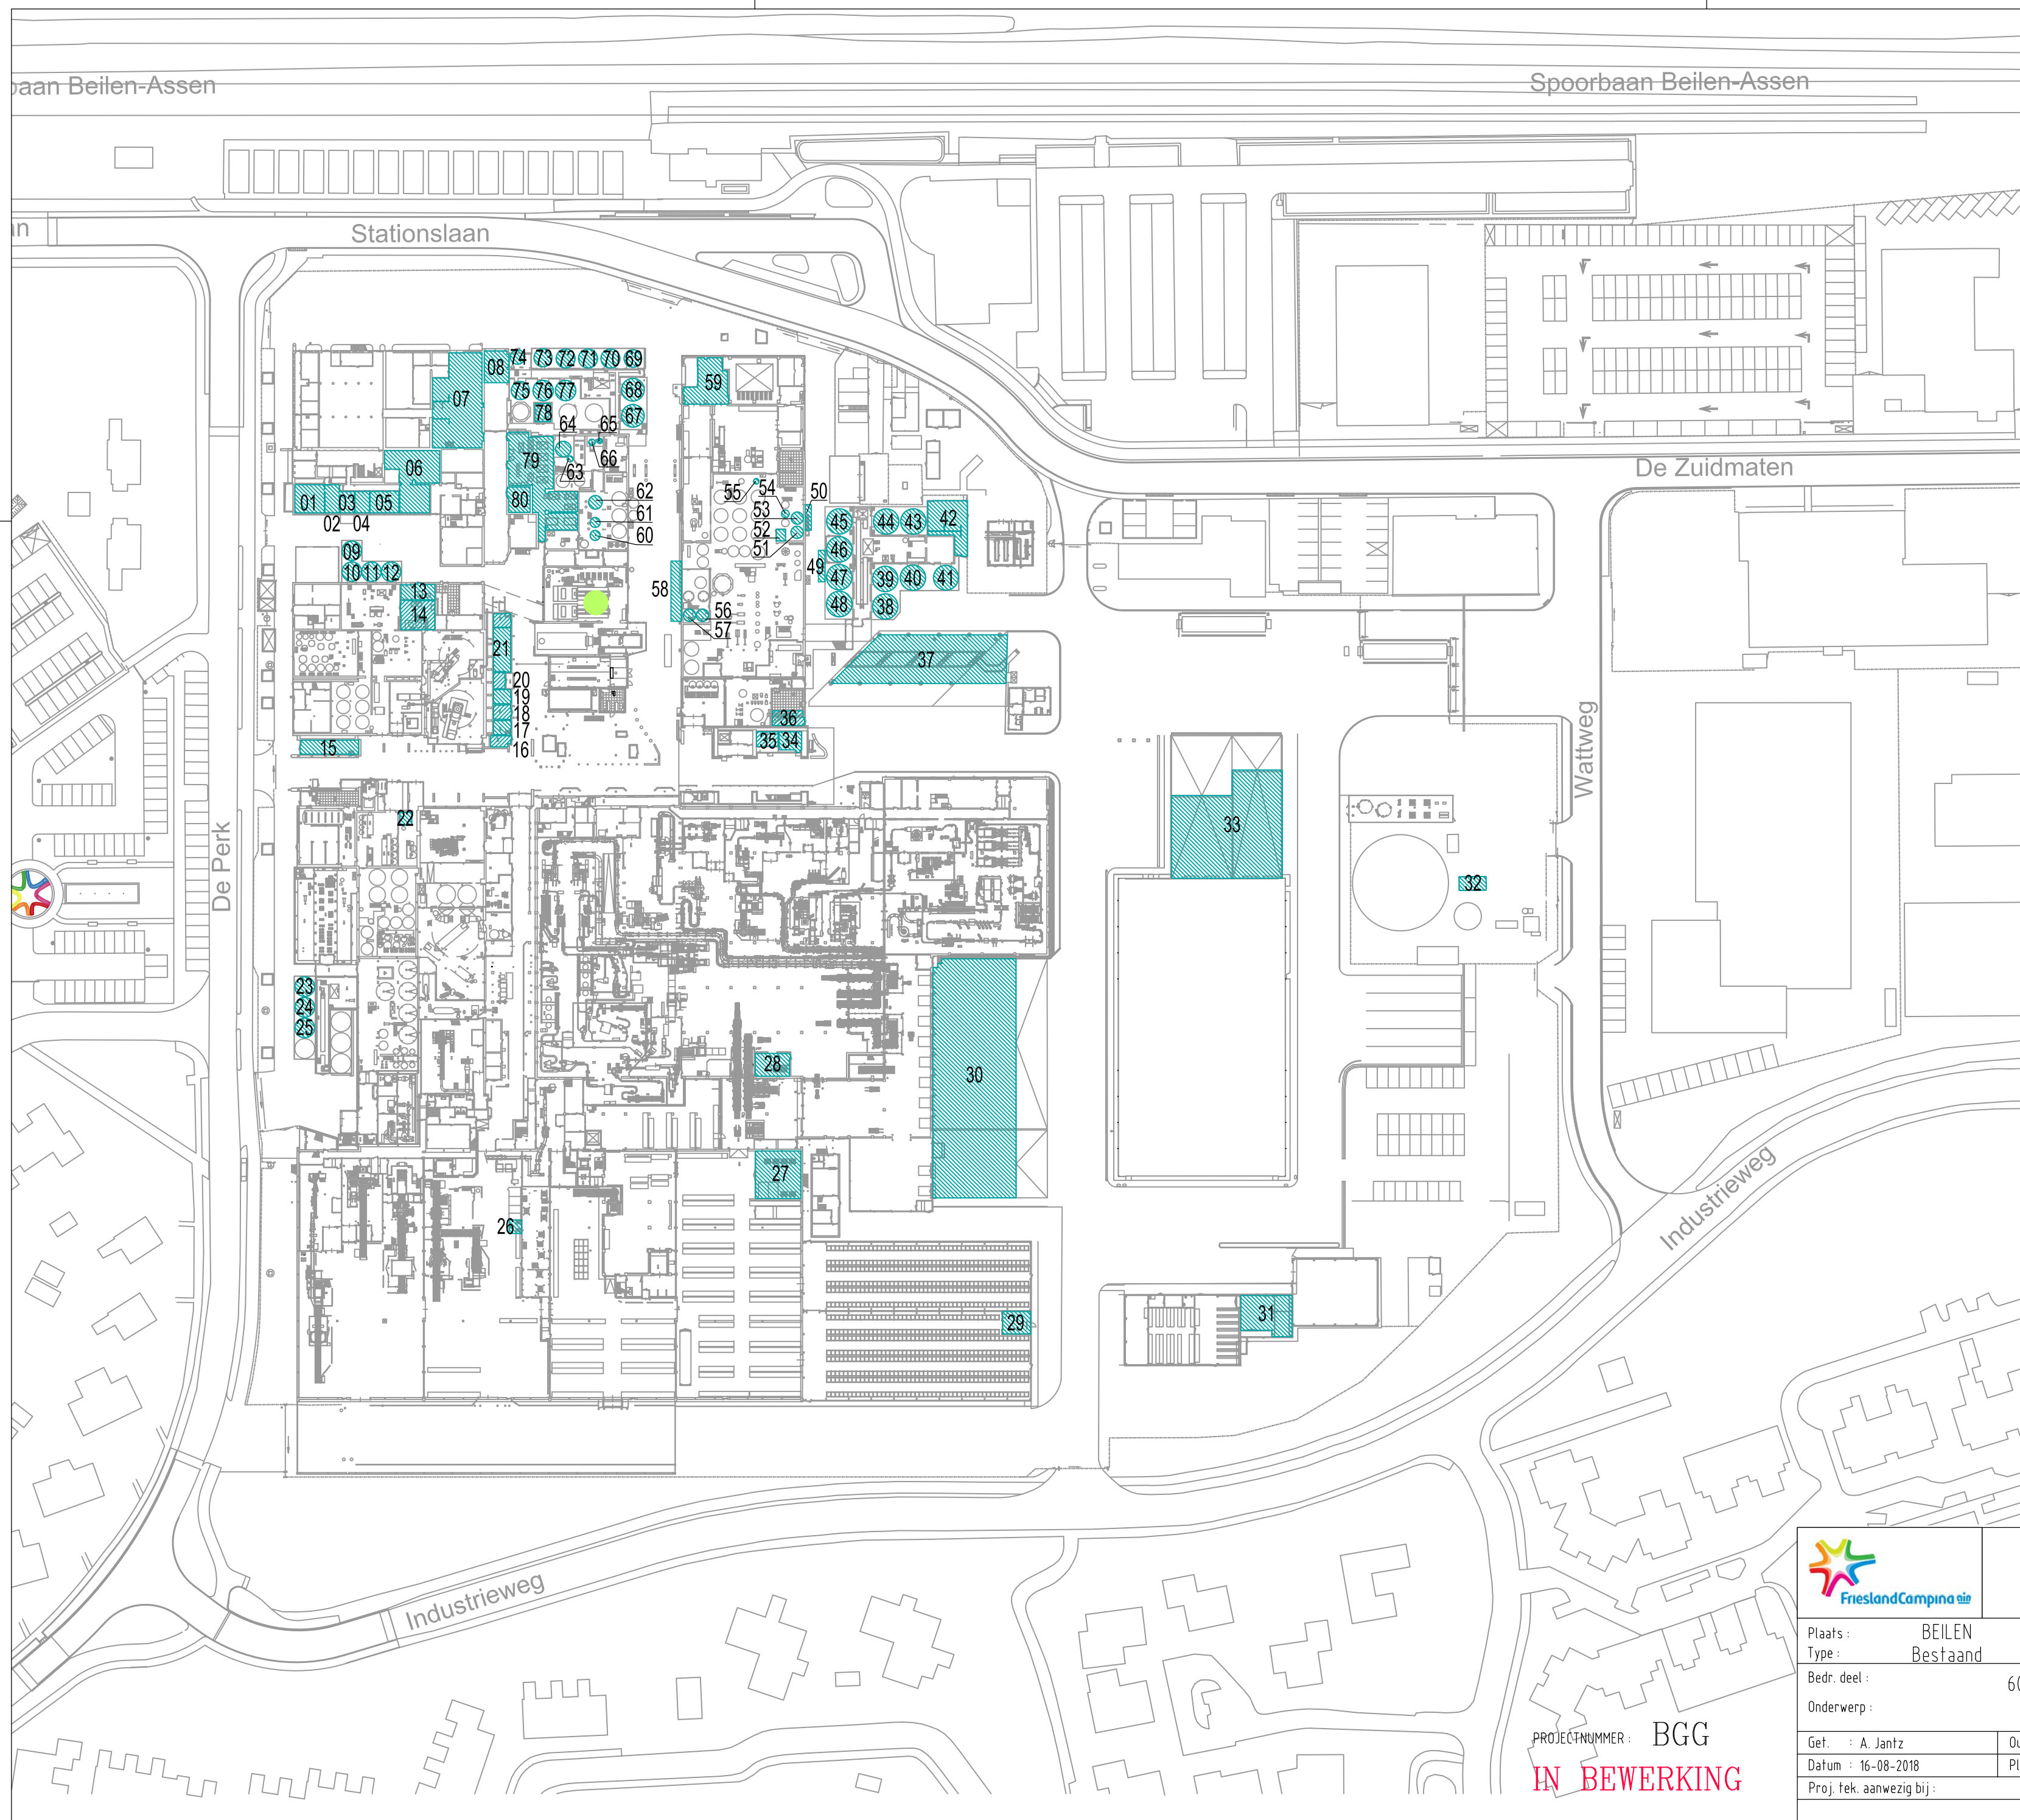 Spoorbaan Beilen-Assen
Beilen-Assen
Stationslaan
De Zuidmaten
Wattweg
De Perk
Industrieweg
Industrieweg
74 73 72 71 70 69
08
07
75 76 77 68
78 67
59
64 65
66
63
79
80
06
01 03 05
02 04
62
61
60
55 54 50
53
52
51
45 44 43 42
46
49 47 39 40 41
48 38
09
10 11 12
13
14
58
56
57
21
20
19
18
17
16
15
37
36
35 34
22
33
32
23
24
25
28
30
27
26
29
31
FrieslandCampina
Plaats : BEILEN
Type : Bestaand
Bedr. deel :
Onderwerp :
Get. : A. Jantz
Datum : 16-08-2018
Proj. tek. aanwezig bij :
PROJECTNUMMER : BGG
IN BEWERKING